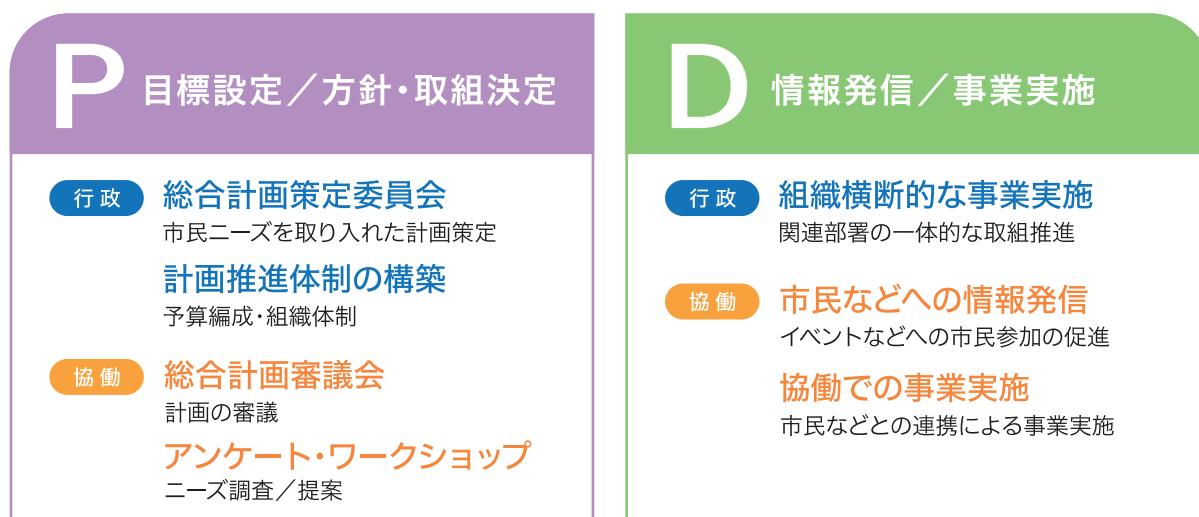 P 目標設定／方針・取組決定
行政 総合計画策定委員会
市民ニーズを取り入れた計画策定
計画推進体制の構築
予算編成・組織体制
協働 総合計画審議会
計画の審議
アンケート・ワークショップ
ニーズ調査／提案
D 情報発信／事業実施
行政 組織横断的な事業実施
関連部署の一体的な取組推進
協働 市民などへの情報発信
イベントなどへの市民参加の促進
協働での事業実施
市民などとの連携による事業実施